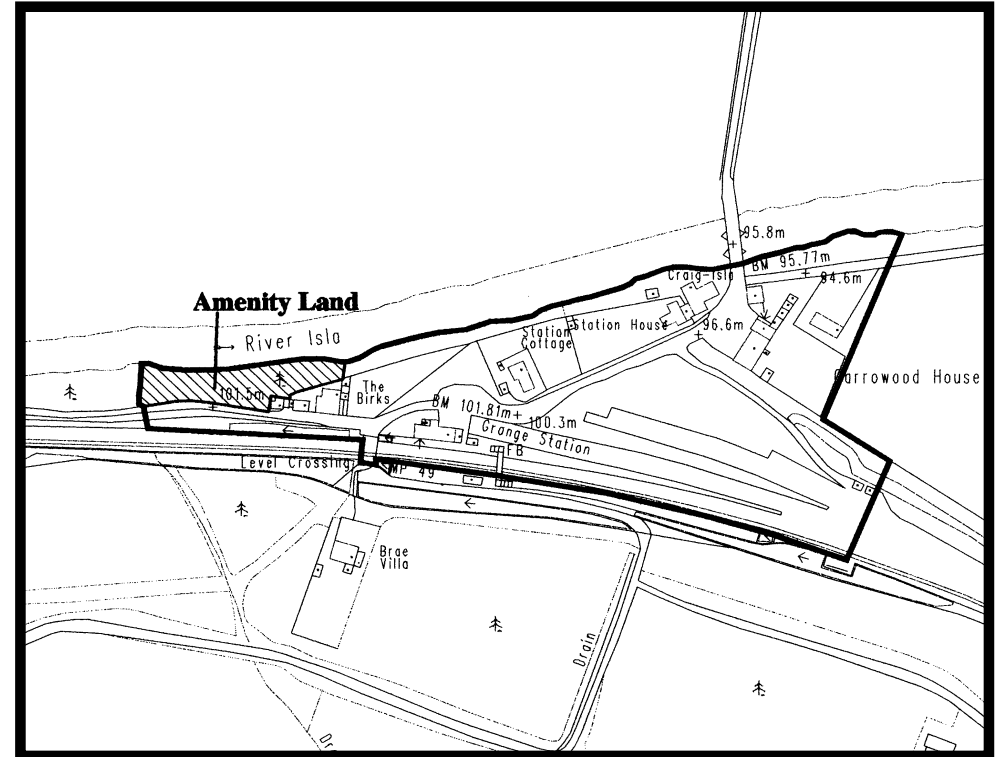 95.8m
BM 95.77m
Craig-Isla
94.6m
Amenity Land
River Isla
Station House
96.6m
Station
Cottage
The
Birks
Garrowood House
101.5m
BM 101.81m
100.3m
Grange Station
FB
Level Crossing
MP 49
Brae
Villa
Drain